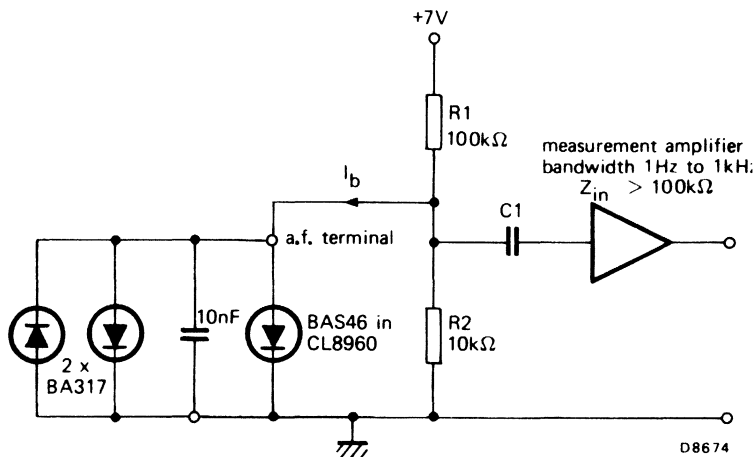 +7V
R1
100kΩ
measurement amplifier
bandwidth 1Hz to 1kHz
Zin > 100kΩ
Ib
C1
a.f. terminal
10nF
BAS46 in
CL8960
R2
10kΩ
2 x
BA317
D8674